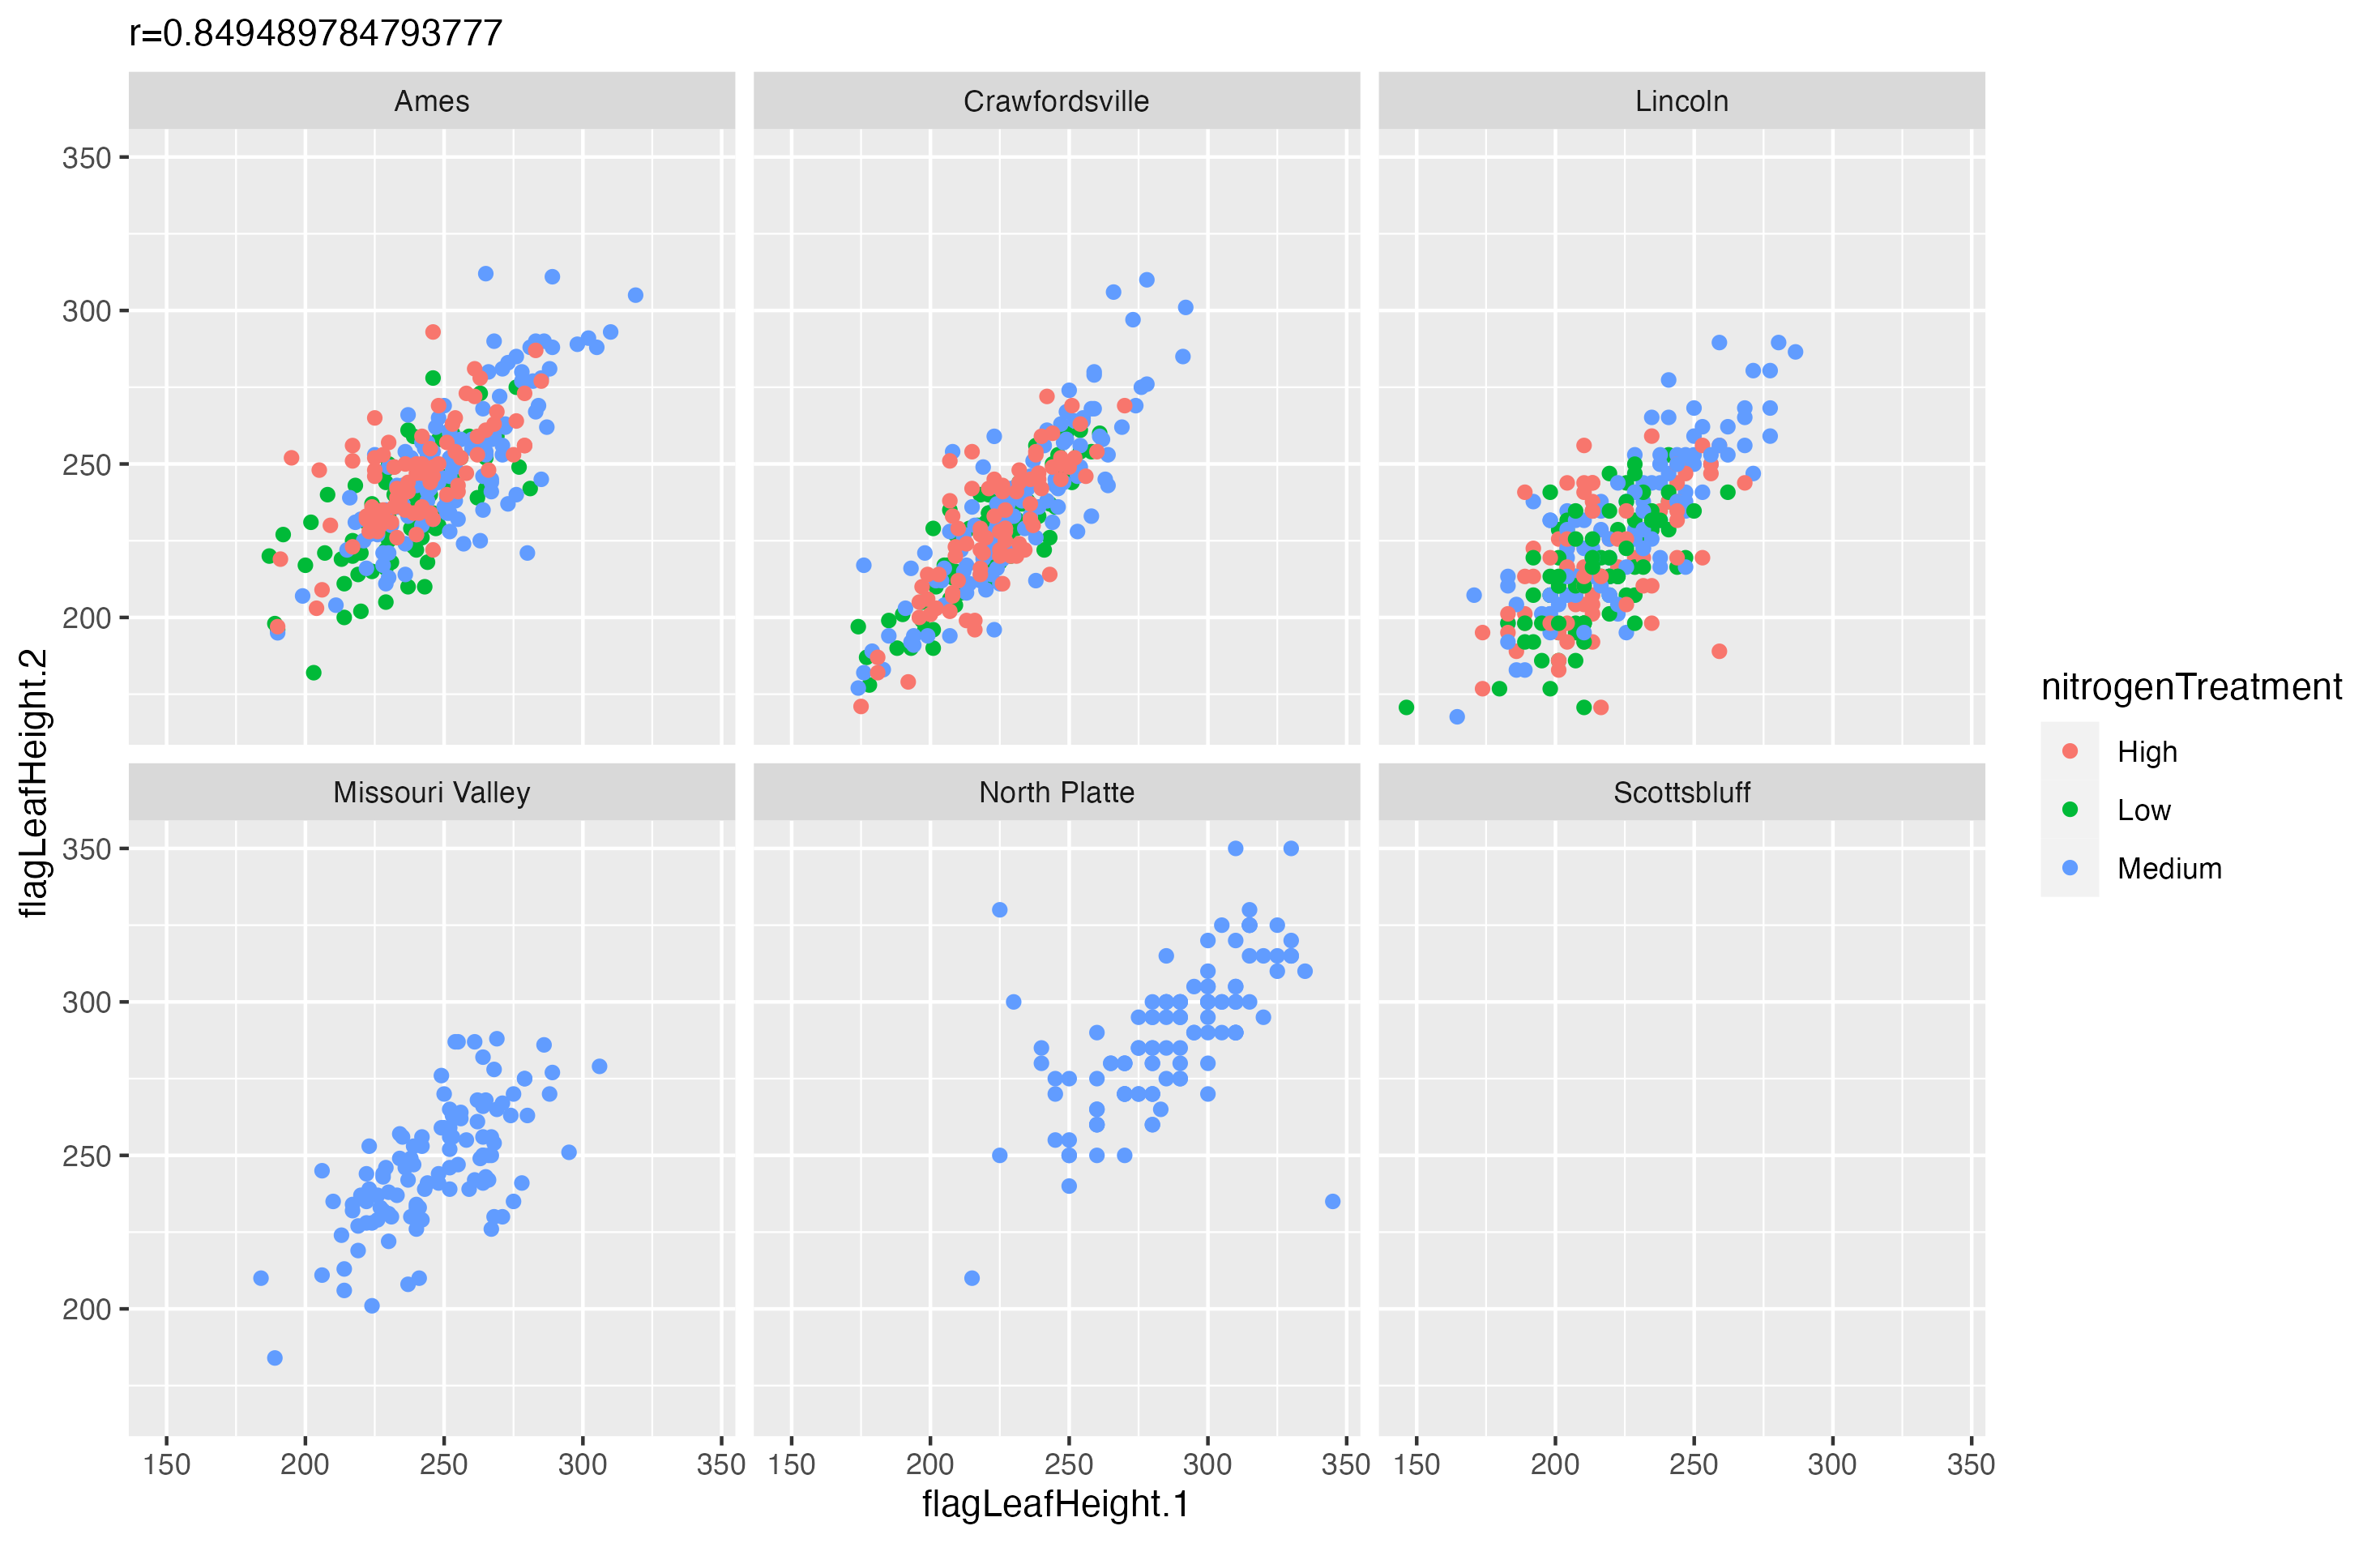 r=0.849489784793777
Ames Crawfordsville Lincoln
350
300
250
200
Missouri Valley North Platte Scottsbluff
350
300
250
200
150 200 250 300 350 150 200 250 300 350 150 200 250 300 350
flagLeafHeight.1
flagLeafHeight.2
nitrogenTreatment
High
Low
Medium